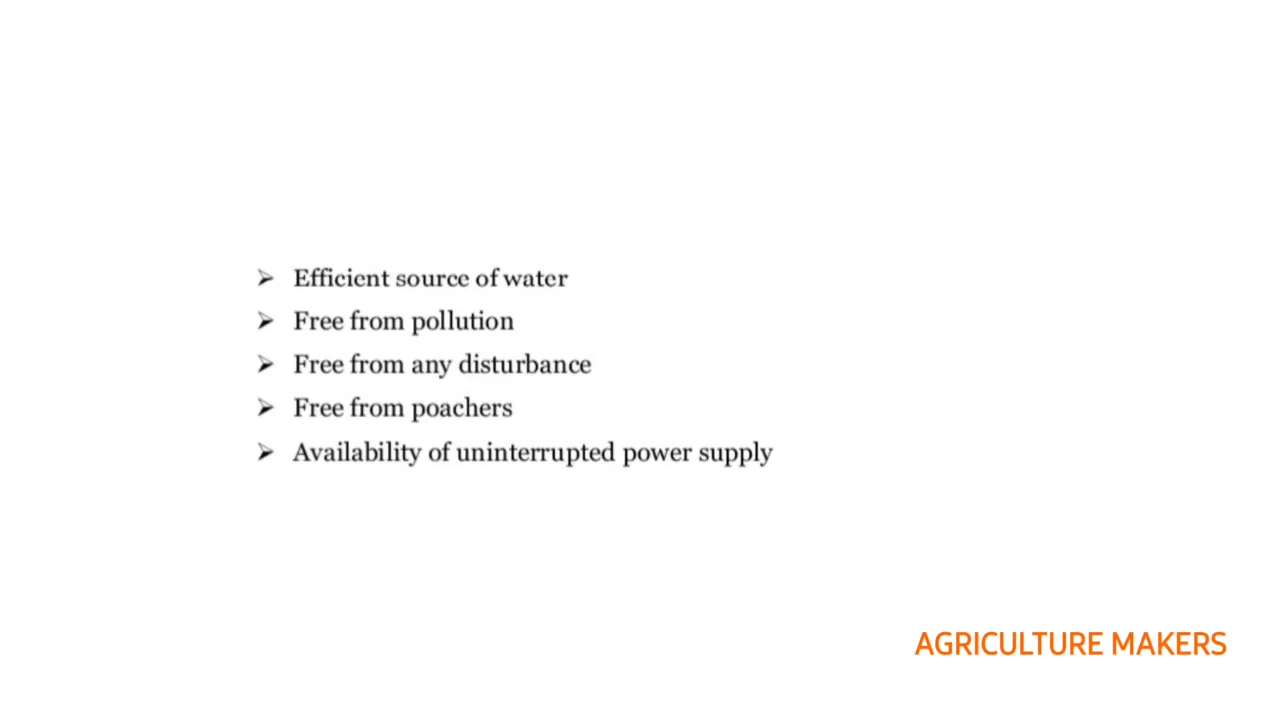 ➢ Efficient source of water
➢ Free from pollution
➢ Free from any disturbance
➢ Free from poachers
➢ Availability of uninterrupted power supply
AGRICULTURE MAKERS